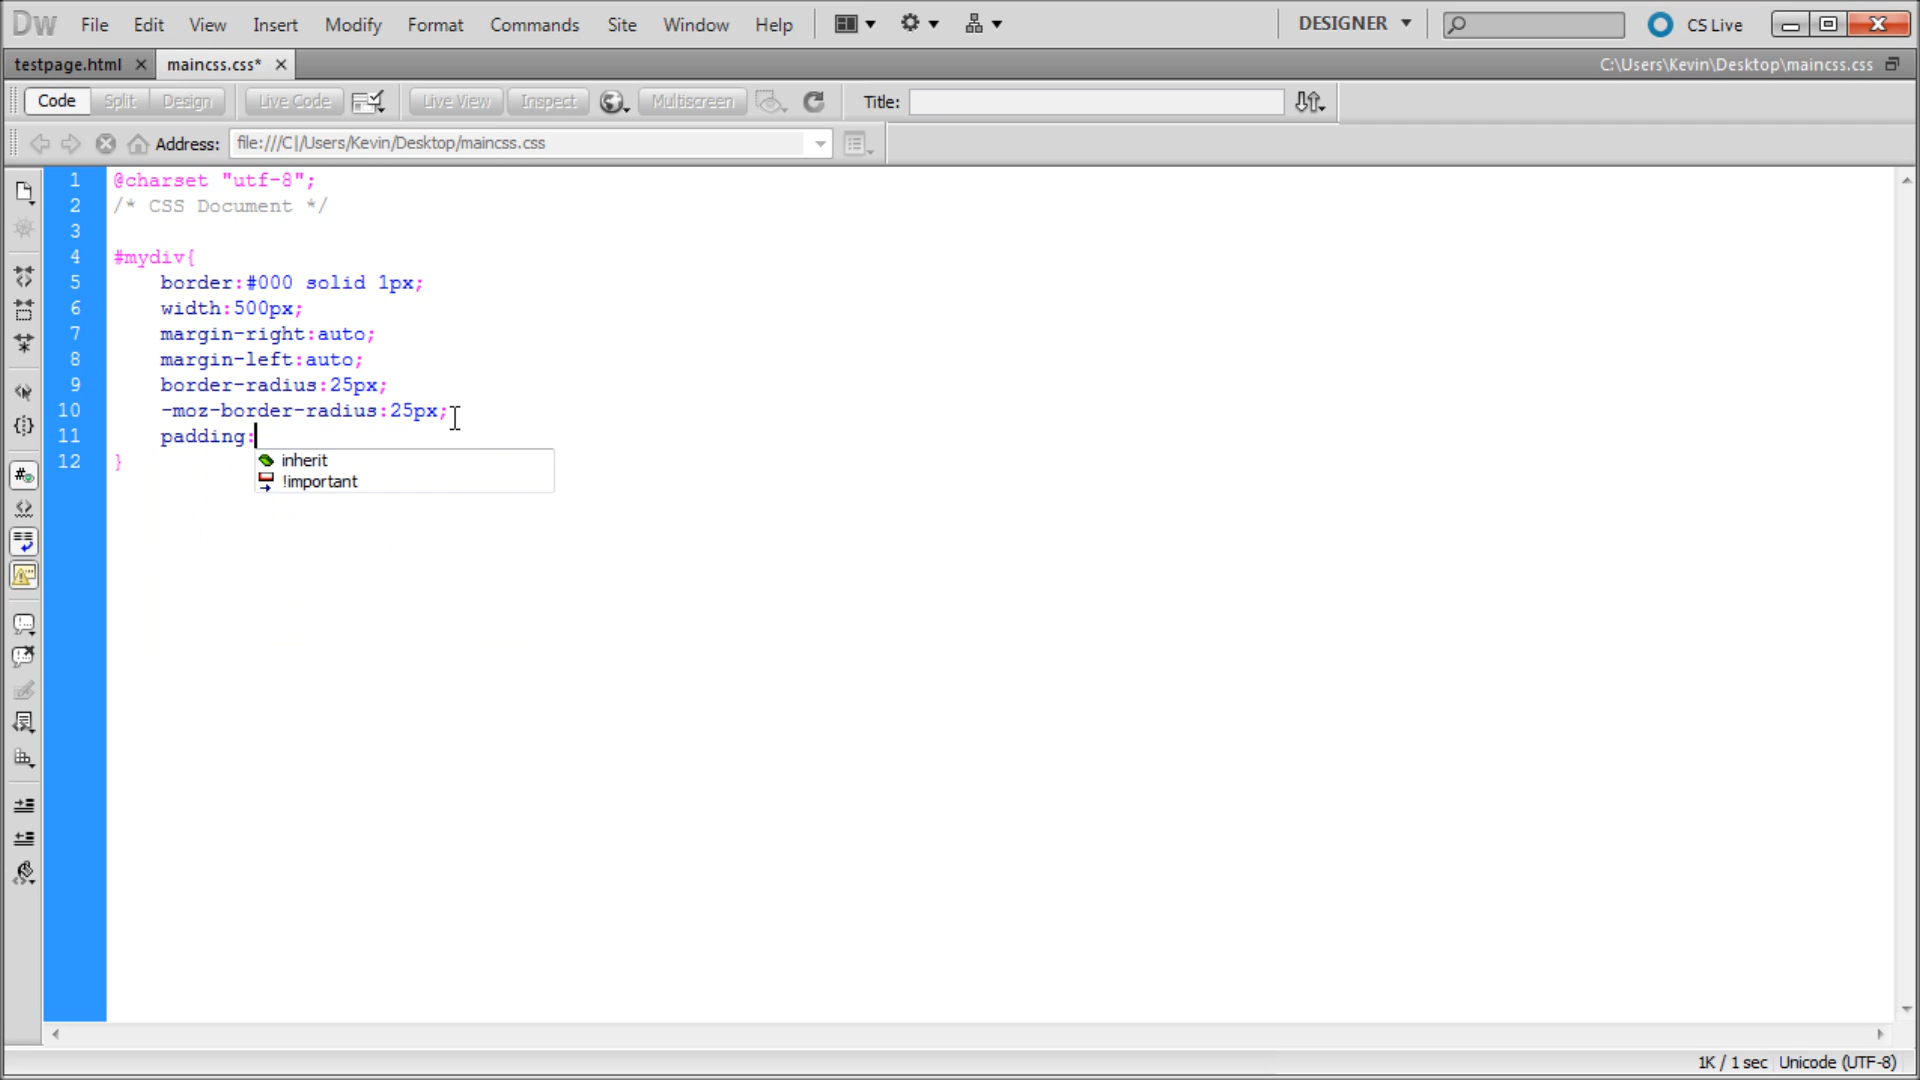 Dw File Edit View Insert Modify Format Commands Site Window Help DESIGNER CS Live
testpage.html maincss.css* C:\Users\Kevin\Desktop\maincss.css
Code Split Design Live Code Live View Inspect Multiscreen Title:
Address: file:///C|/Users/Kevin/Desktop/maincss.css
1 @charset "utf-8";
2 /* CSS Document */
3
4 #mydiv{
5 border:#000 solid 1px;
6 width:500px;
7 margin-right:auto;
8 margin-left:auto;
9 border-radius:25px;
10 -moz-border-radius:25px;
11 padding:
12 }
inherit
!important
1K / 1 sec Unicode (UTF-8)